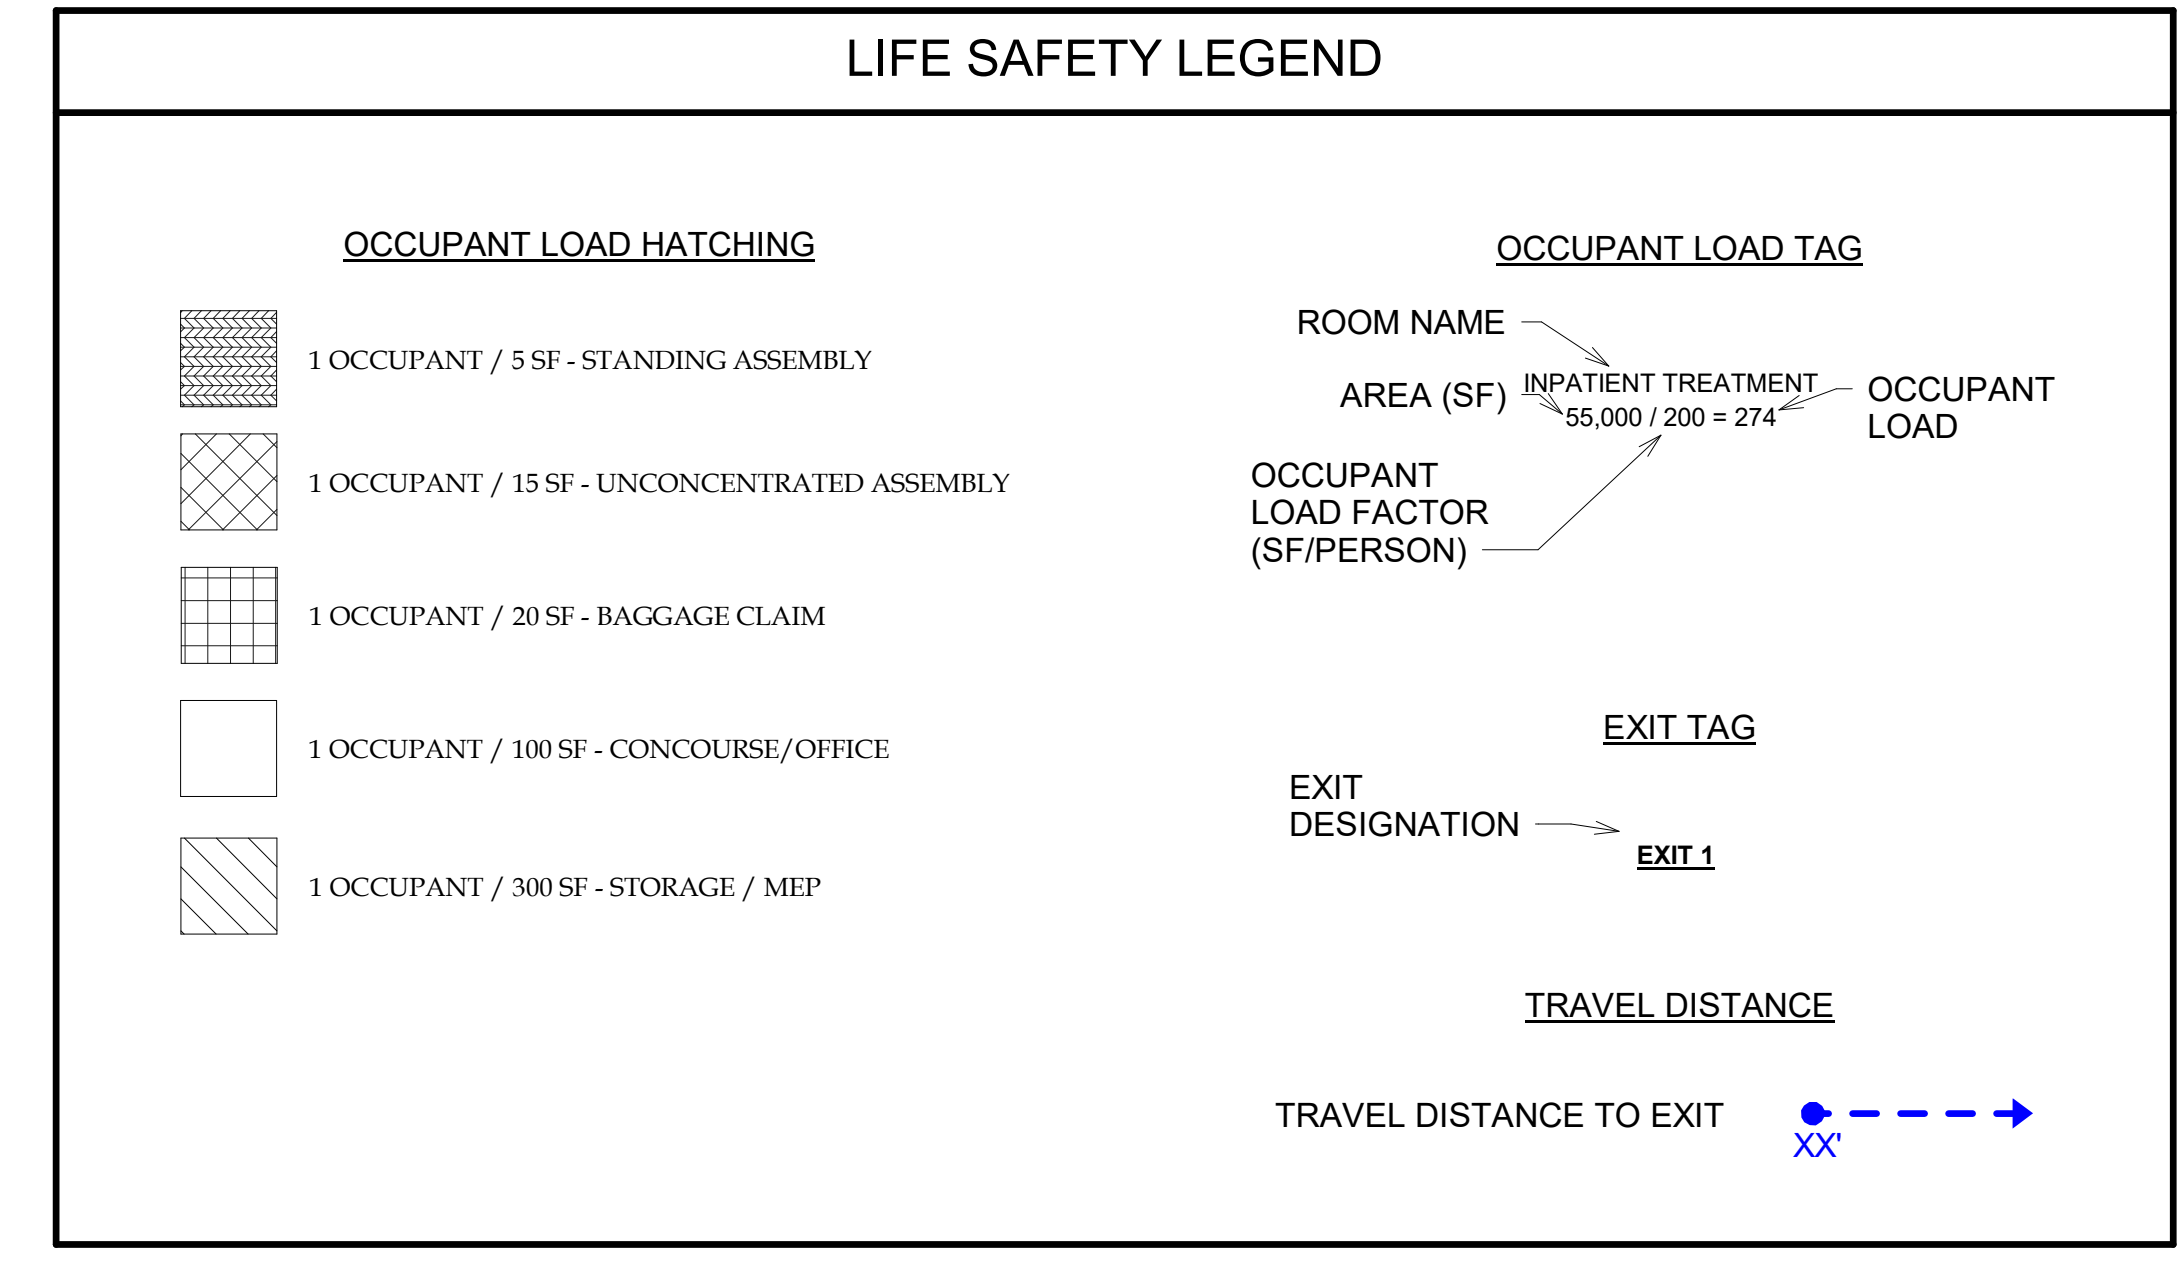 LIFE SAFETY LEGEND
OCCUPANT LOAD HATCHING
1 OCCUPANT / 5 SF - STANDING ASSEMBLY
1 OCCUPANT / 15 SF - UNCONCENTRATED ASSEMBLY
1 OCCUPANT / 20 SF - BAGGAGE CLAIM
1 OCCUPANT / 100 SF - CONCOURSE/OFFICE
1 OCCUPANT / 300 SF - STORAGE / MEP
OCCUPANT LOAD TAG
ROOM NAME
INPATIENT TREATMENT
AREA (SF)
55,000 / 200 = 274
OCCUPANT
LOAD
OCCUPANT
LOAD FACTOR
(SF/PERSON)
EXIT TAG
EXIT
DESIGNATION
EXIT 1
TRAVEL DISTANCE
TRAVEL DISTANCE TO EXIT
XX'